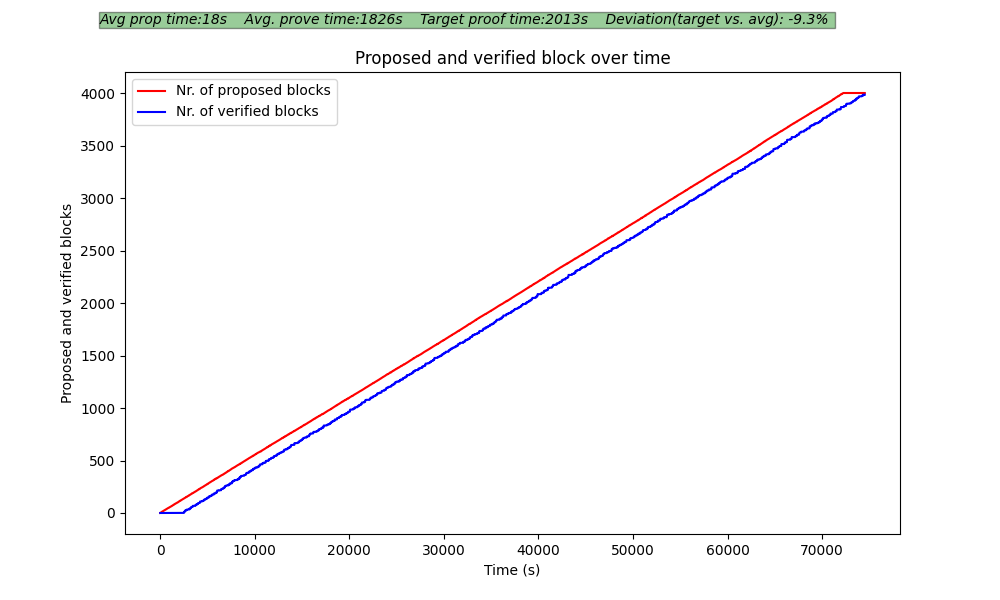 Avg prop time:18s    Avg. prove time:1826s    Target proof time:2013s    Deviation(target vs. avg): -9.3%
Proposed and verified block over time
Nr. of proposed blocks
Nr. of verified blocks
Proposed and verified blocks
4000
3500
3000
2500
2000
1500
1000
500
0
0 10000 20000 30000 40000 50000 60000 70000
Time (s)